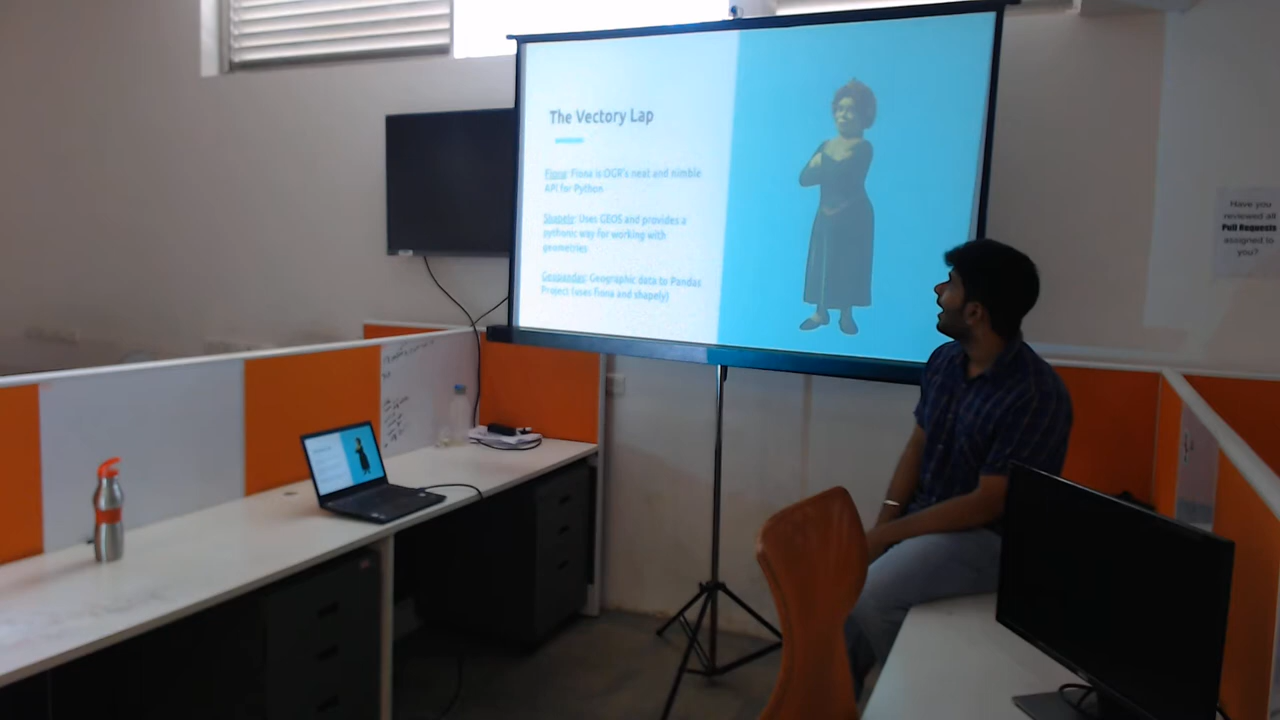 The Vectory Lap
Fiona: Fiona is OGR's neat and nimble
API for Python
Shapely: Uses GEOS and provides a
pythonic way for working with
geometries
Geopandas: Geographic data to Pandas
Project (uses fiona and shapely)
Have you
reviewed all
Pull Requests
assigned to
you?